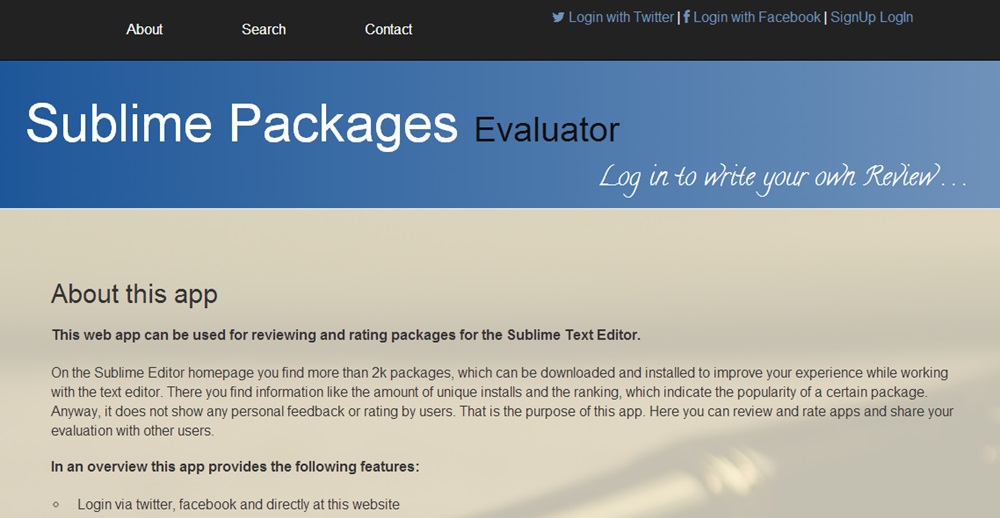 About Search Contact Login with Twitter | Login with Facebook | SignUp LogIn
Sublime Packages Evaluator
Log in to write your own Review...
About this app
This web app can be used for reviewing and rating packages for the Sublime Text Editor.
On the Sublime Editor homepage you find more than 2k packages, which can be downloaded and installed to improve your experience while working
with the text editor. There you find information like the amount of unique installs and the ranking, which indicate the popularity of a certain package.
Anyway, it does not show any personal feedback or rating by users. That is the purpose of this app. Here you can review and rate apps and share your
evaluation with other users.
In an overview this app provides the following features:
Login via twitter, facebook and directly at this website